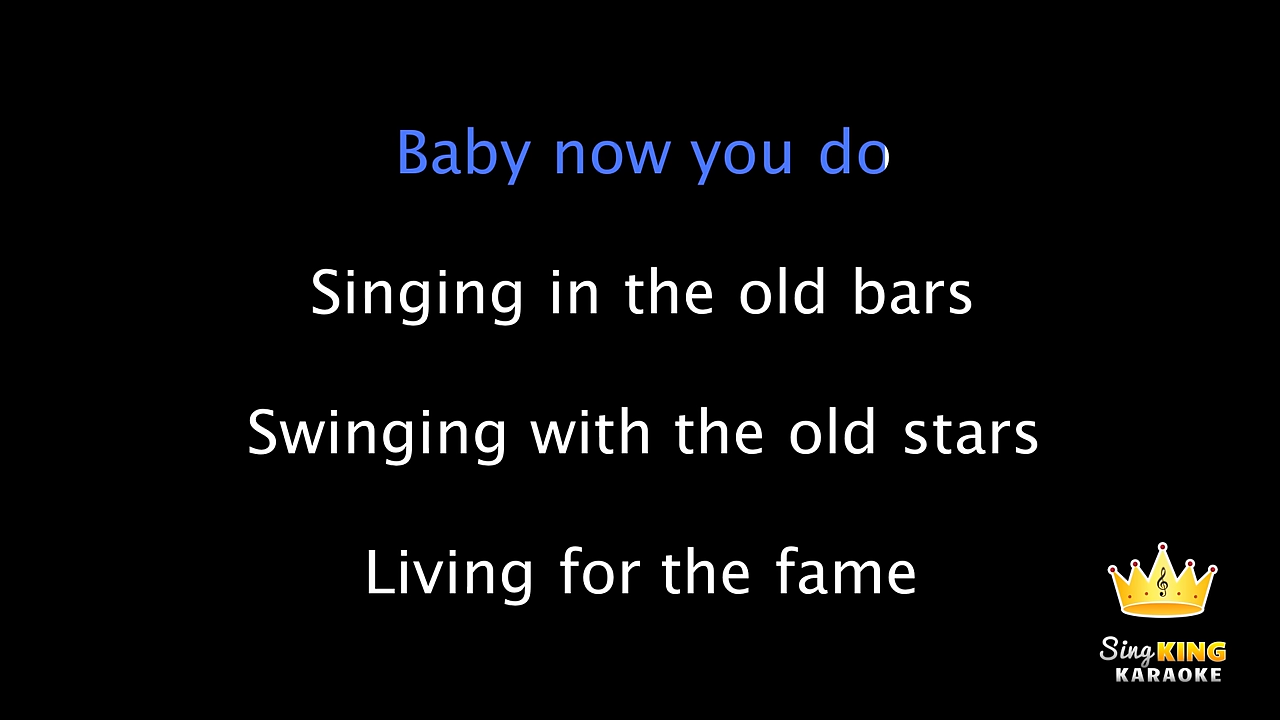 Baby now you do
Singing in the old bars
Swinging with the old stars
Living for the fame
Sing KING
KARAOKE